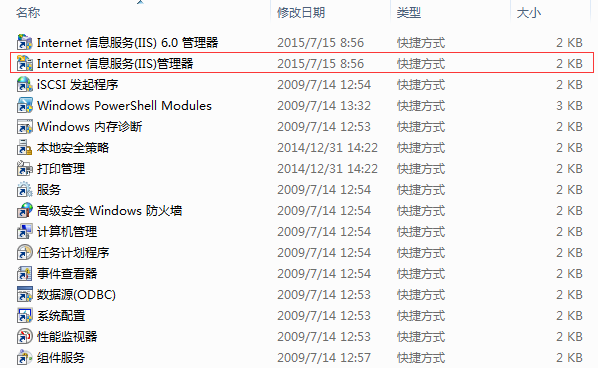 名称 修改日期 类型 大小
Internet 信息服务(IIS) 6.0 管理器 2015/7/15 8:56 快捷方式 2 KB
Internet 信息服务(IIS)管理器 2015/7/15 8:56 快捷方式 2 KB
iSCSI 发起程序 2009/7/14 12:54 快捷方式 2 KB
Windows PowerShell Modules 2009/7/14 13:32 快捷方式 3 KB
Windows 内存诊断 2009/7/14 12:53 快捷方式 2 KB
本地安全策略 2014/12/31 14:22 快捷方式 2 KB
打印管理 2014/12/31 14:22 快捷方式 2 KB
服务 2009/7/14 12:54 快捷方式 2 KB
高级安全 Windows 防火墙 2009/7/14 12:54 快捷方式 2 KB
计算机管理 2009/7/14 12:54 快捷方式 2 KB
任务计划程序 2009/7/14 12:54 快捷方式 2 KB
事件查看器 2009/7/14 12:54 快捷方式 2 KB
数据源(ODBC) 2009/7/14 12:53 快捷方式 2 KB
系统配置 2009/7/14 12:53 快捷方式 2 KB
性能监视器 2009/7/14 12:53 快捷方式 2 KB
组件服务 2009/7/14 12:57 快捷方式 2 KB